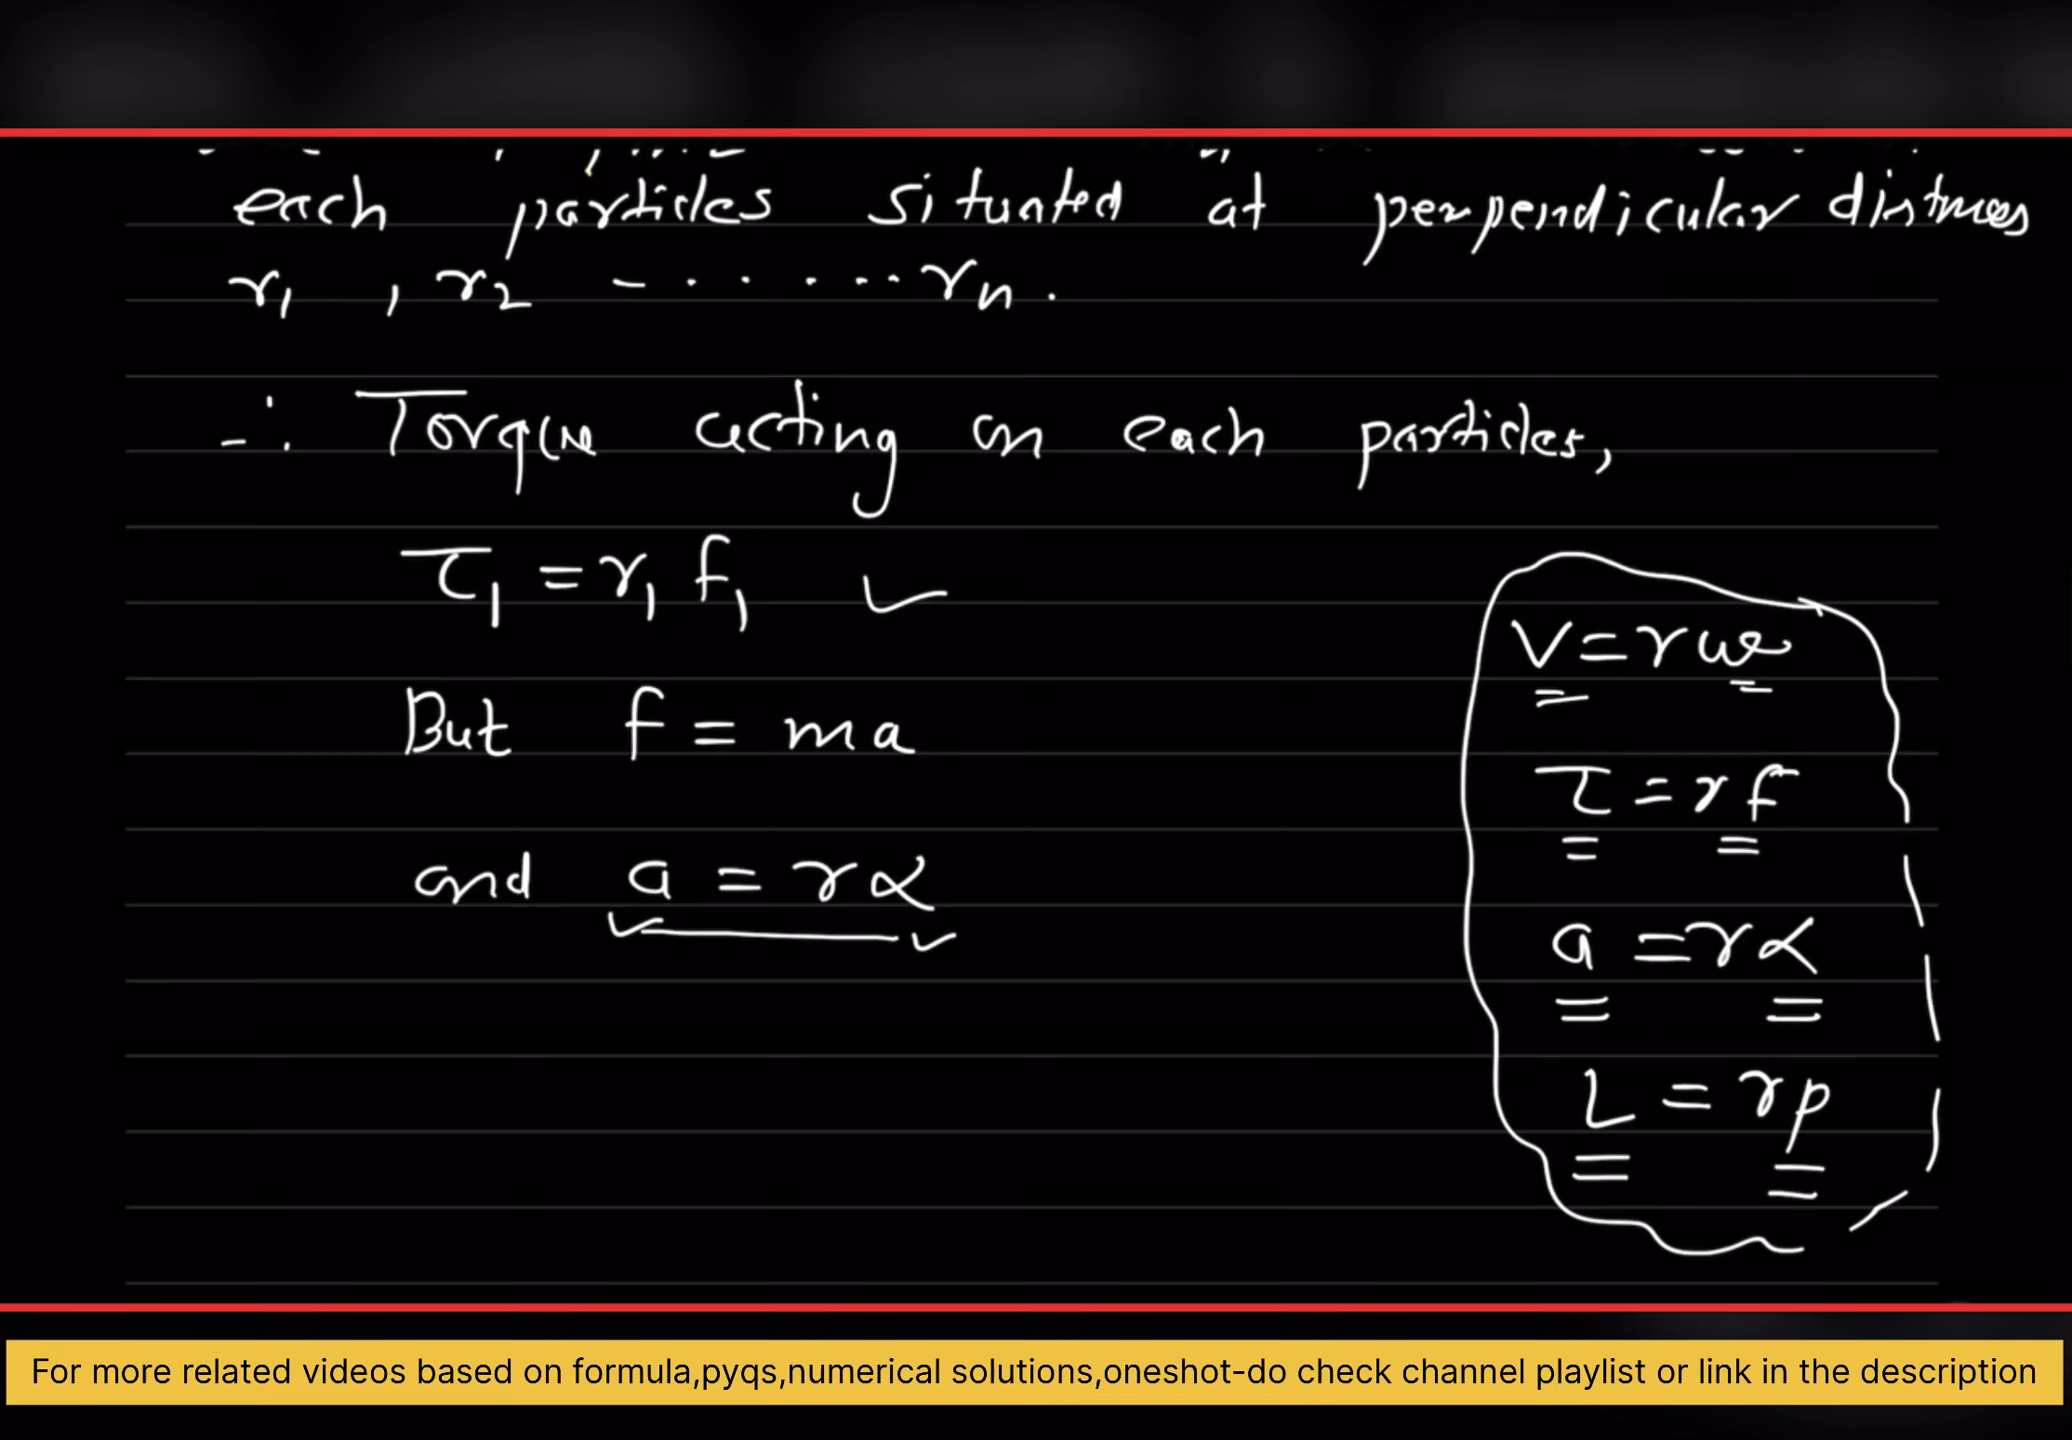 each particles situated at perpendicular distances
r₁ , r₂ - . . . . . . . rₙ .
∴ Torque acting on each particles,
τ₁ = r₁ f₁ ✓
But f = ma
and a = rα
v = rω
τ = rf
a = rα
L = rp
For more related videos based on formula,pyqs,numerical solutions,oneshot-do check channel playlist or link in the description